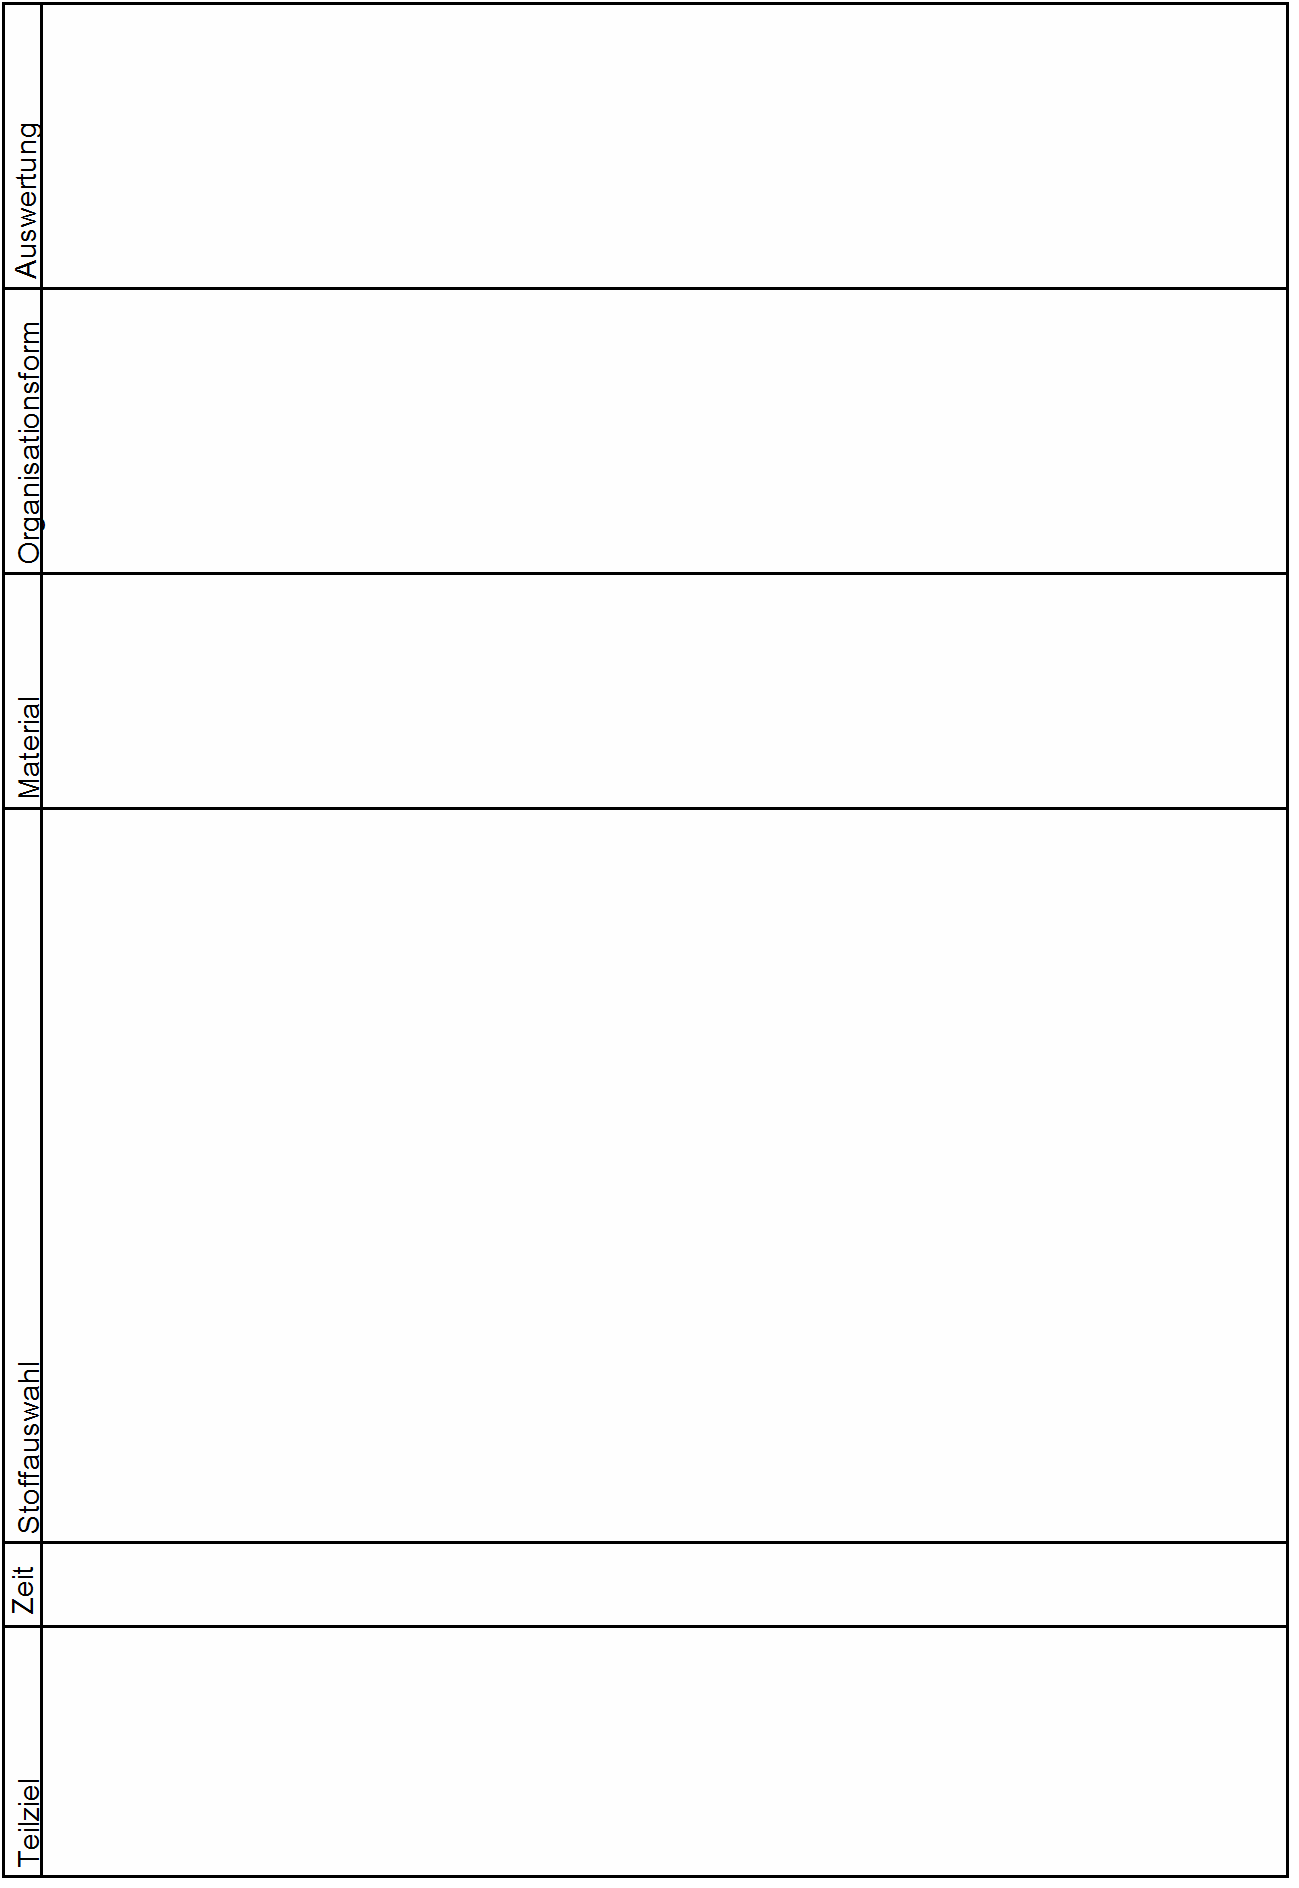 Teilziel
Zeit
Stoffauswahl
Material
Organisationsform
Auswertung